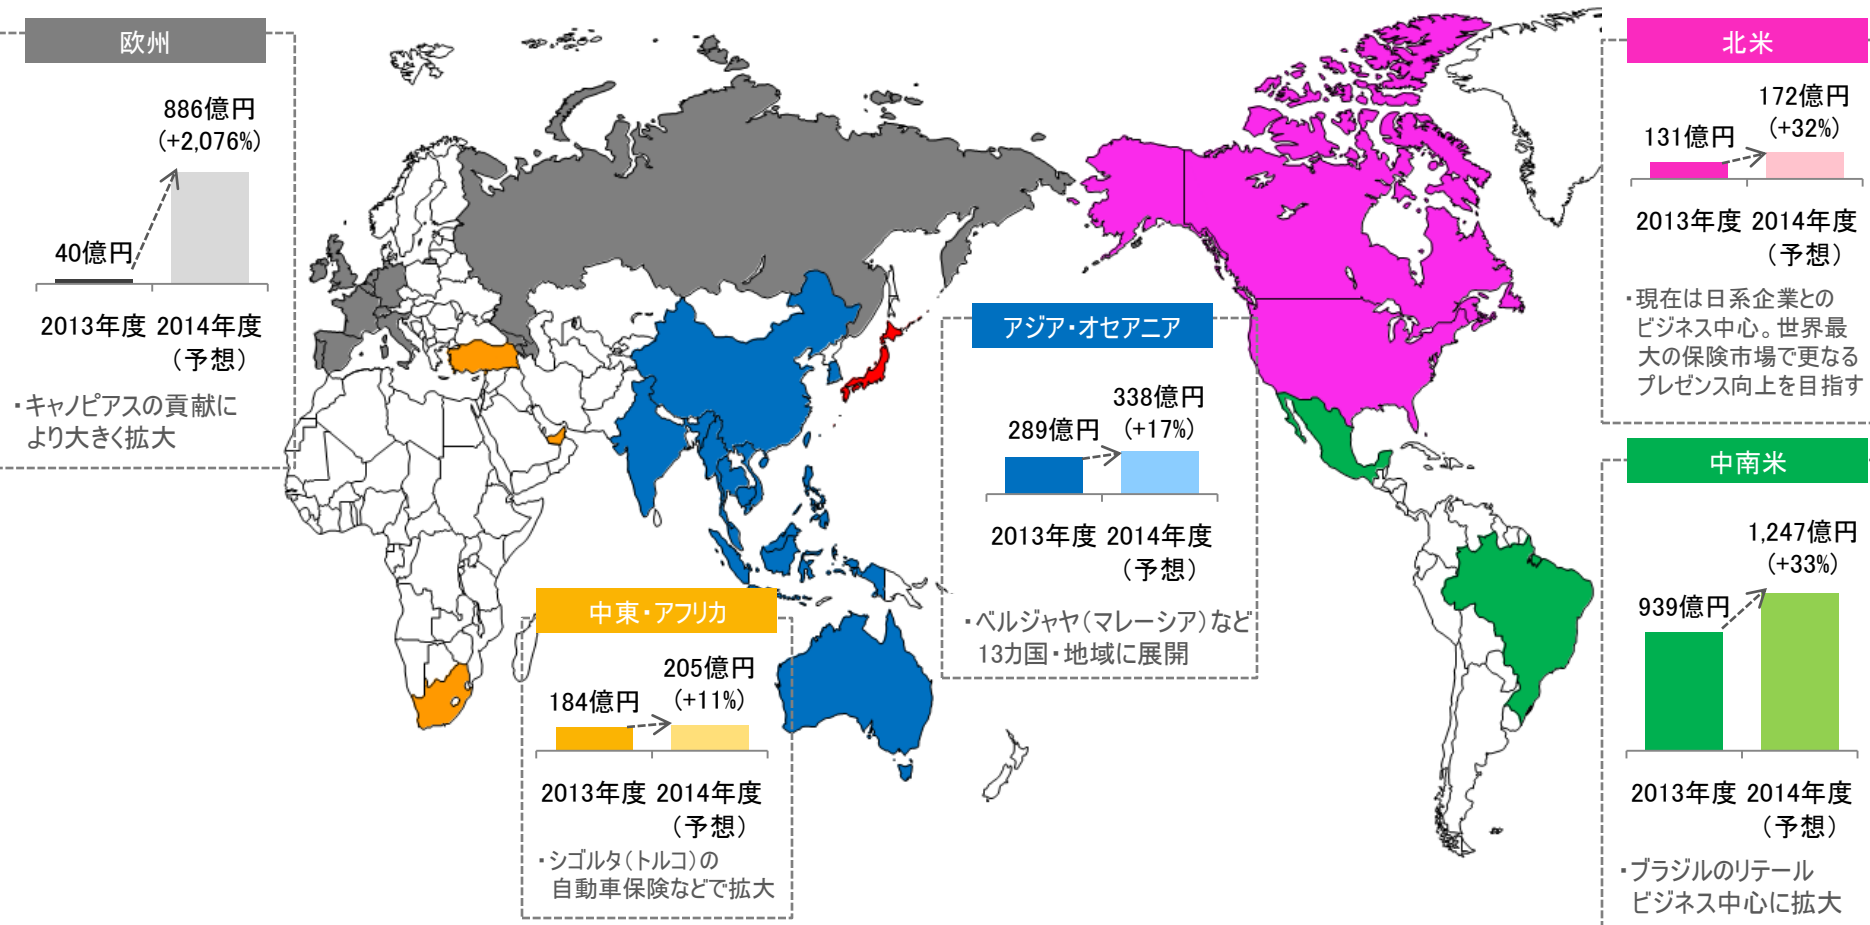 欧州
886億円
(+2,076%)
40億円
2013年度 2014年度
(予想)
・キャノピアスの貢献に
より大きく拡大
北米
172億円
(+32%)
131億円
2013年度 2014年度
(予想)
・現在は日系企業との
ビジネス中心。世界最
大の保険市場で更なる
プレゼンス向上を目指す
アジア・オセアニア
338億円
(+17%)
289億円
2013年度 2014年度
(予想)
・ベルジャヤ(マレーシア)など
13カ国・地域に展開
中南米
1,247億円
(+33%)
939億円
2013年度 2014年度
(予想)
・ブラジルのリテール
ビジネス中心に拡大
中東・アフリカ
205億円
(+11%)
184億円
2013年度 2014年度
(予想)
・シゴルタ(トルコ)の
自動車保険などで拡大